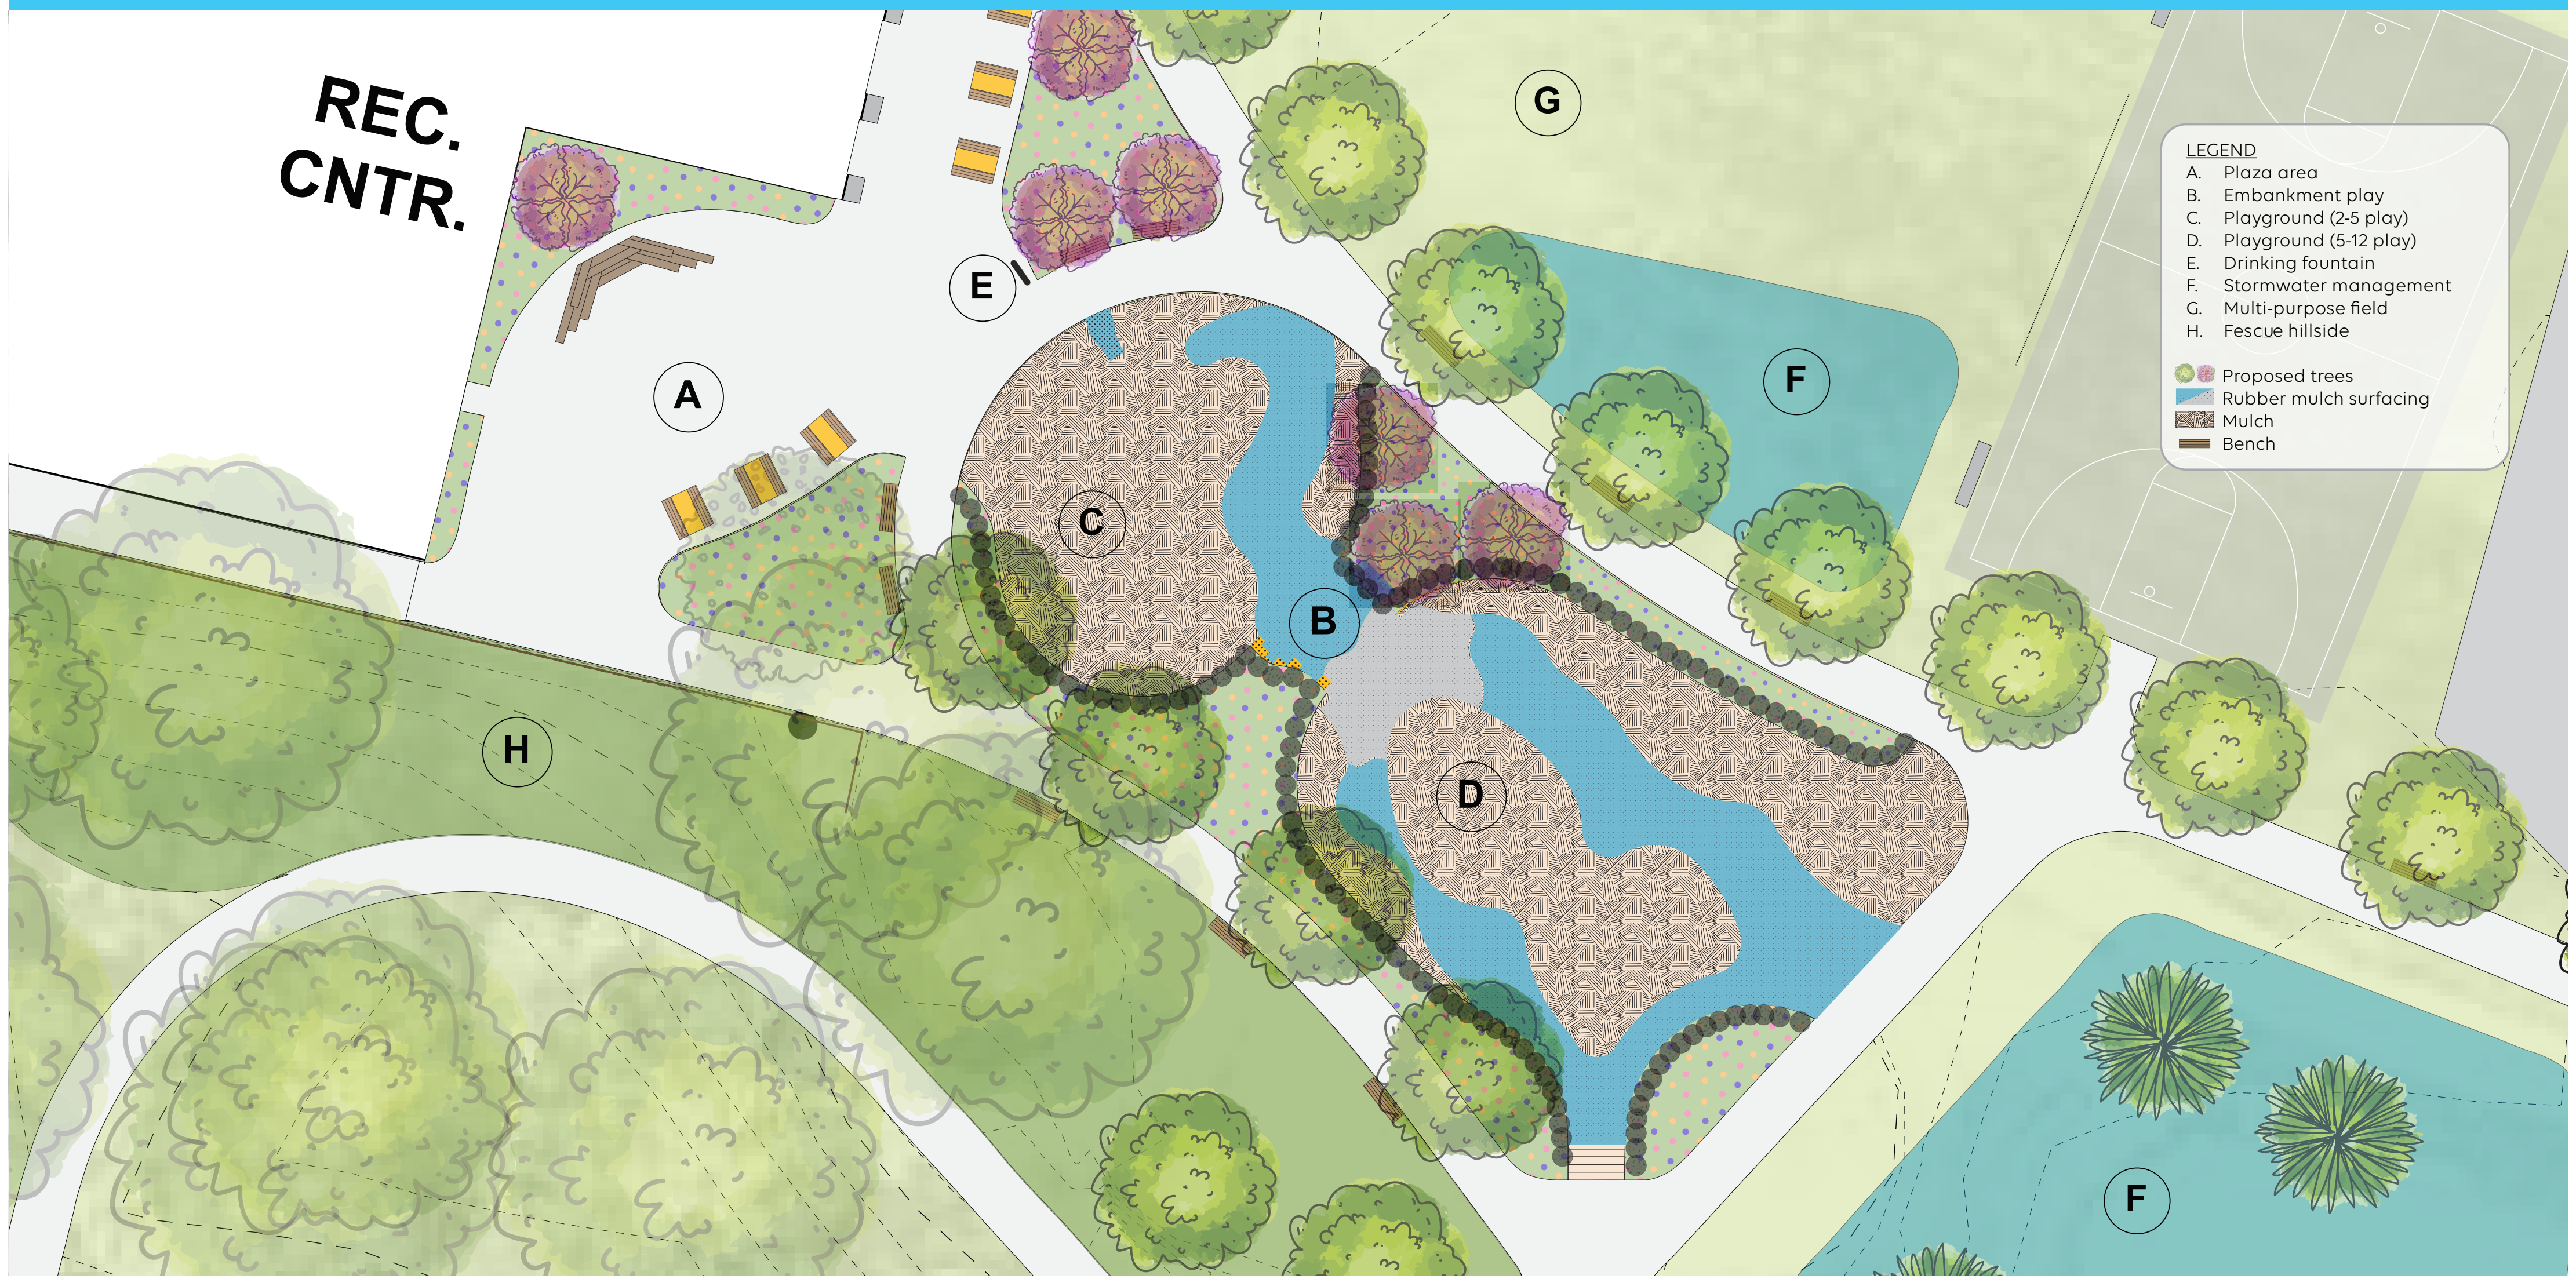 REC.
CNTR.
G
LEGEND
A. Plaza area
B. Embankment play
C. Playground (2-5 play)
D. Playground (5-12 play)
E. Drinking fountain
F. Stormwater management
G. Multi-purpose field
H. Fescue hillside
Proposed trees
Rubber mulch surfacing
Mulch
Bench
E
F
A
C
B
H
D
F